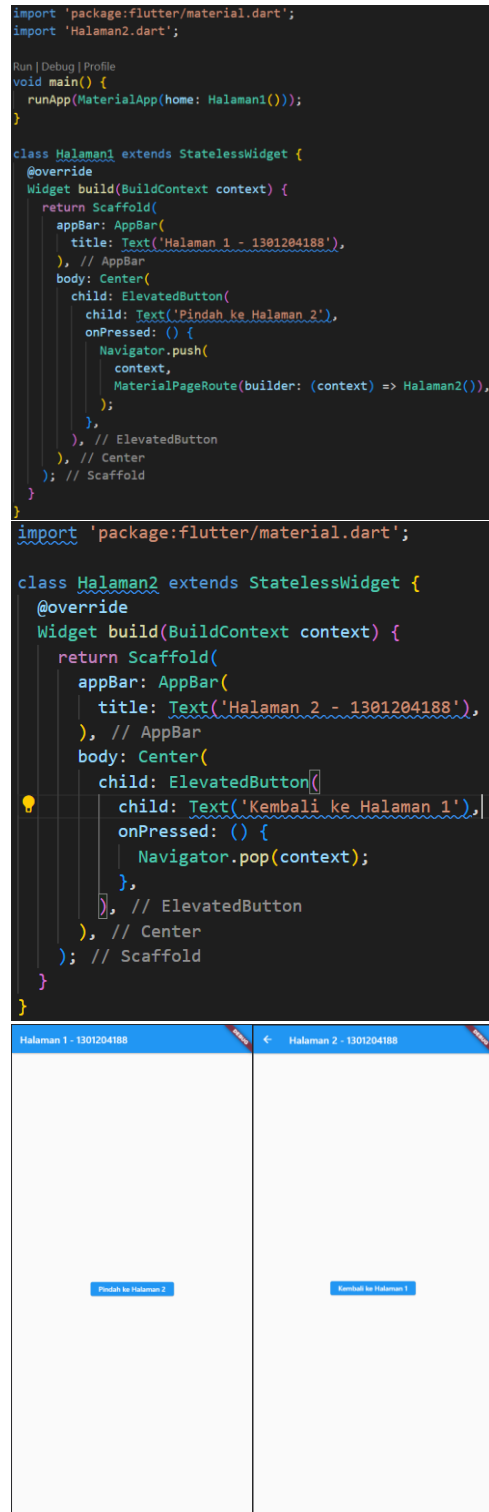 import 'package:flutter/material.dart';
import 'Halaman2.dart';
Run | Debug | Profile
void main() {
  runApp(MaterialApp(home: Halaman1()));
}
class Halaman1 extends StatelessWidget {
  @override
  Widget build(BuildContext context) {
    return Scaffold(
      appBar: AppBar(
        title: Text('Halaman 1 - 1301204188'),
      ), // AppBar
      body: Center(
        child: ElevatedButton(
          child: Text('Pindah ke Halaman 2'),
          onPressed: () {
            Navigator.push(
              context,
              MaterialPageRoute(builder: (context) => Halaman2()),
            );
          },
        ), // ElevatedButton
      ), // Center
    ); // Scaffold
  }
}
import 'package:flutter/material.dart';
class Halaman2 extends StatelessWidget {
  @override
  Widget build(BuildContext context) {
    return Scaffold(
      appBar: AppBar(
        title: Text('Halaman 2 - 1301204188'),
      ), // AppBar
      body: Center(
        child: ElevatedButton(
          child: Text('Kembali ke Halaman 1'),
          onPressed: () {
            Navigator.pop(context);
          },
        ), // ElevatedButton
      ), // Center
    ); // Scaffold
  }
}
Halaman 1 - 1301204188
DEBUG
Pindah ke Halaman 2
Halaman 2 - 1301204188
DEBUG
Kembali ke Halaman 1